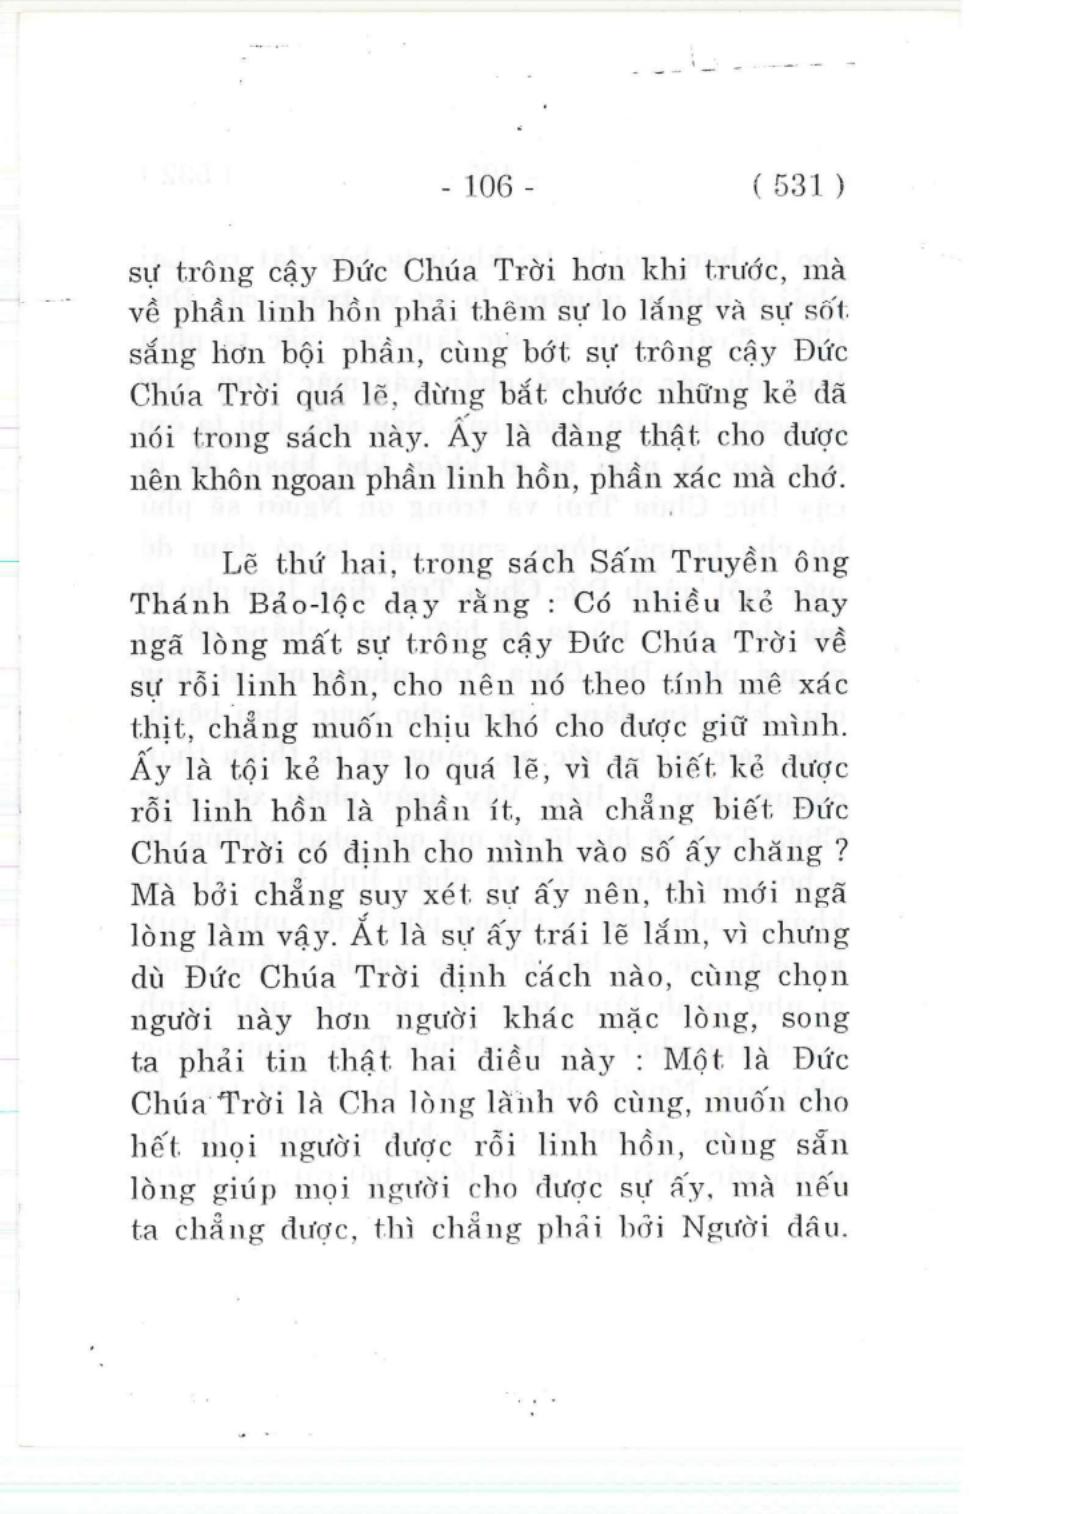 - 106 - ( 531 )
sự trông cậy Đức Chúa Trời hơn khi trước, mà
về phần linh hồn phải thêm sự lo lắng và sự sốt
sắng hơn bội phần, cùng bớt sự trông cậy Đức
Chúa Trời quá lẽ, đừng bắt chước những kẻ đã
nói trong sách này. Ấy là đàng thật cho được
nên khôn ngoan phần linh hồn, phần xác mà chớ.
Lẽ thứ hai, trong sách Sấm Truyền ông
Thánh Bảo-lộc dạy rằng : Có nhiều kẻ hay
ngã lòng mất sự trông cậy Đức Chúa Trời về
sự rỗi linh hồn, cho nên nó theo tính mê xác
thịt, chẳng muốn chịu khó cho được giữ mình.
Ấy là tội kẻ hay lo quá lẽ, vì đã biết kẻ được
rỗi linh hồn là phần ít, mà chẳng biết Đức
Chúa Trời có định cho mình vào số ấy chăng ?
Mà bởi chẳng suy xét sự ấy nên, thì mới ngã
lòng làm vậy. Ắt là sự ấy trái lẽ lắm, vì chưng
dù Đức Chúa Trời định cách nào, cùng chọn
người này hơn người khác mặc lòng, song
ta phải tin thật hai điều này : Một là Đức
Chúa Trời là Cha lòng lành vô cùng, muốn cho
hết mọi người được rỗi linh hồn, cùng sẵn
lòng giúp mọi người cho được sự ấy, mà nếu
ta chẳng được, thì chẳng phải bởi Người đâu.